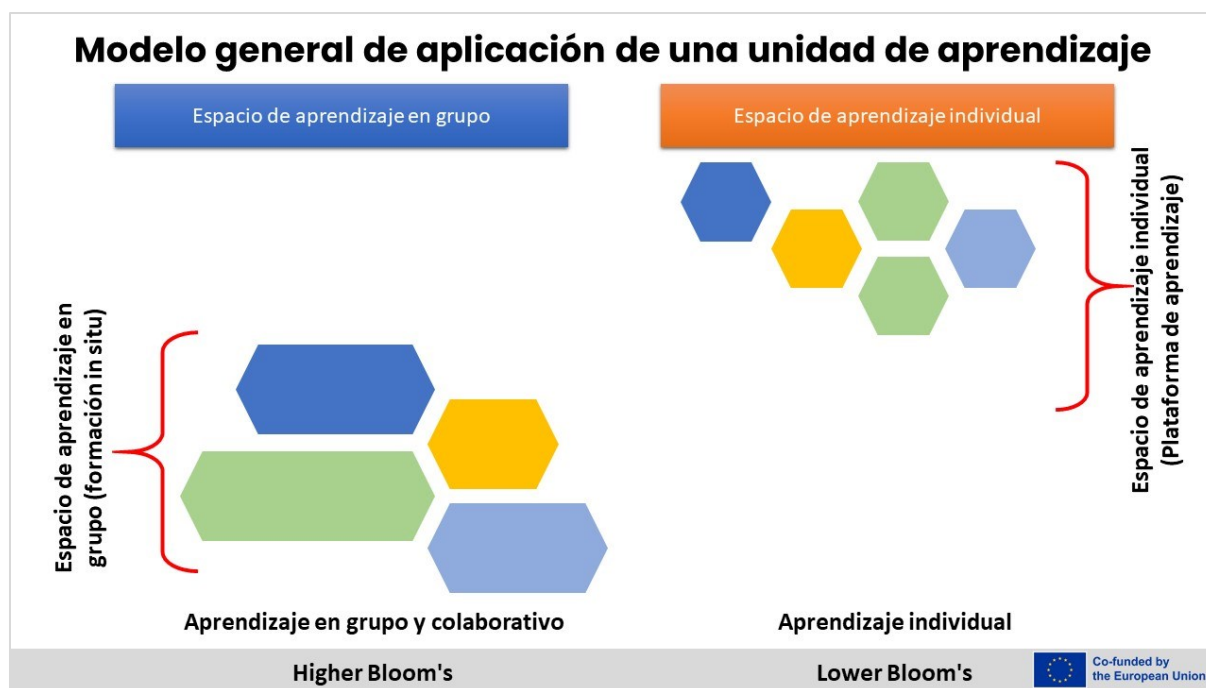 Modelo general de aplicación de una unidad de aprendizaje
Espacio de aprendizaje en grupo
Espacio de aprendizaje individual
Espacio de aprendizaje en
grupo (formación in situ)
Espacio de aprendizaje individual
(Plataforma de aprendizaje)
Aprendizaje en grupo y colaborativo
Aprendizaje individual
Higher Bloom's
Lower Bloom's
Co-funded by
the European Union